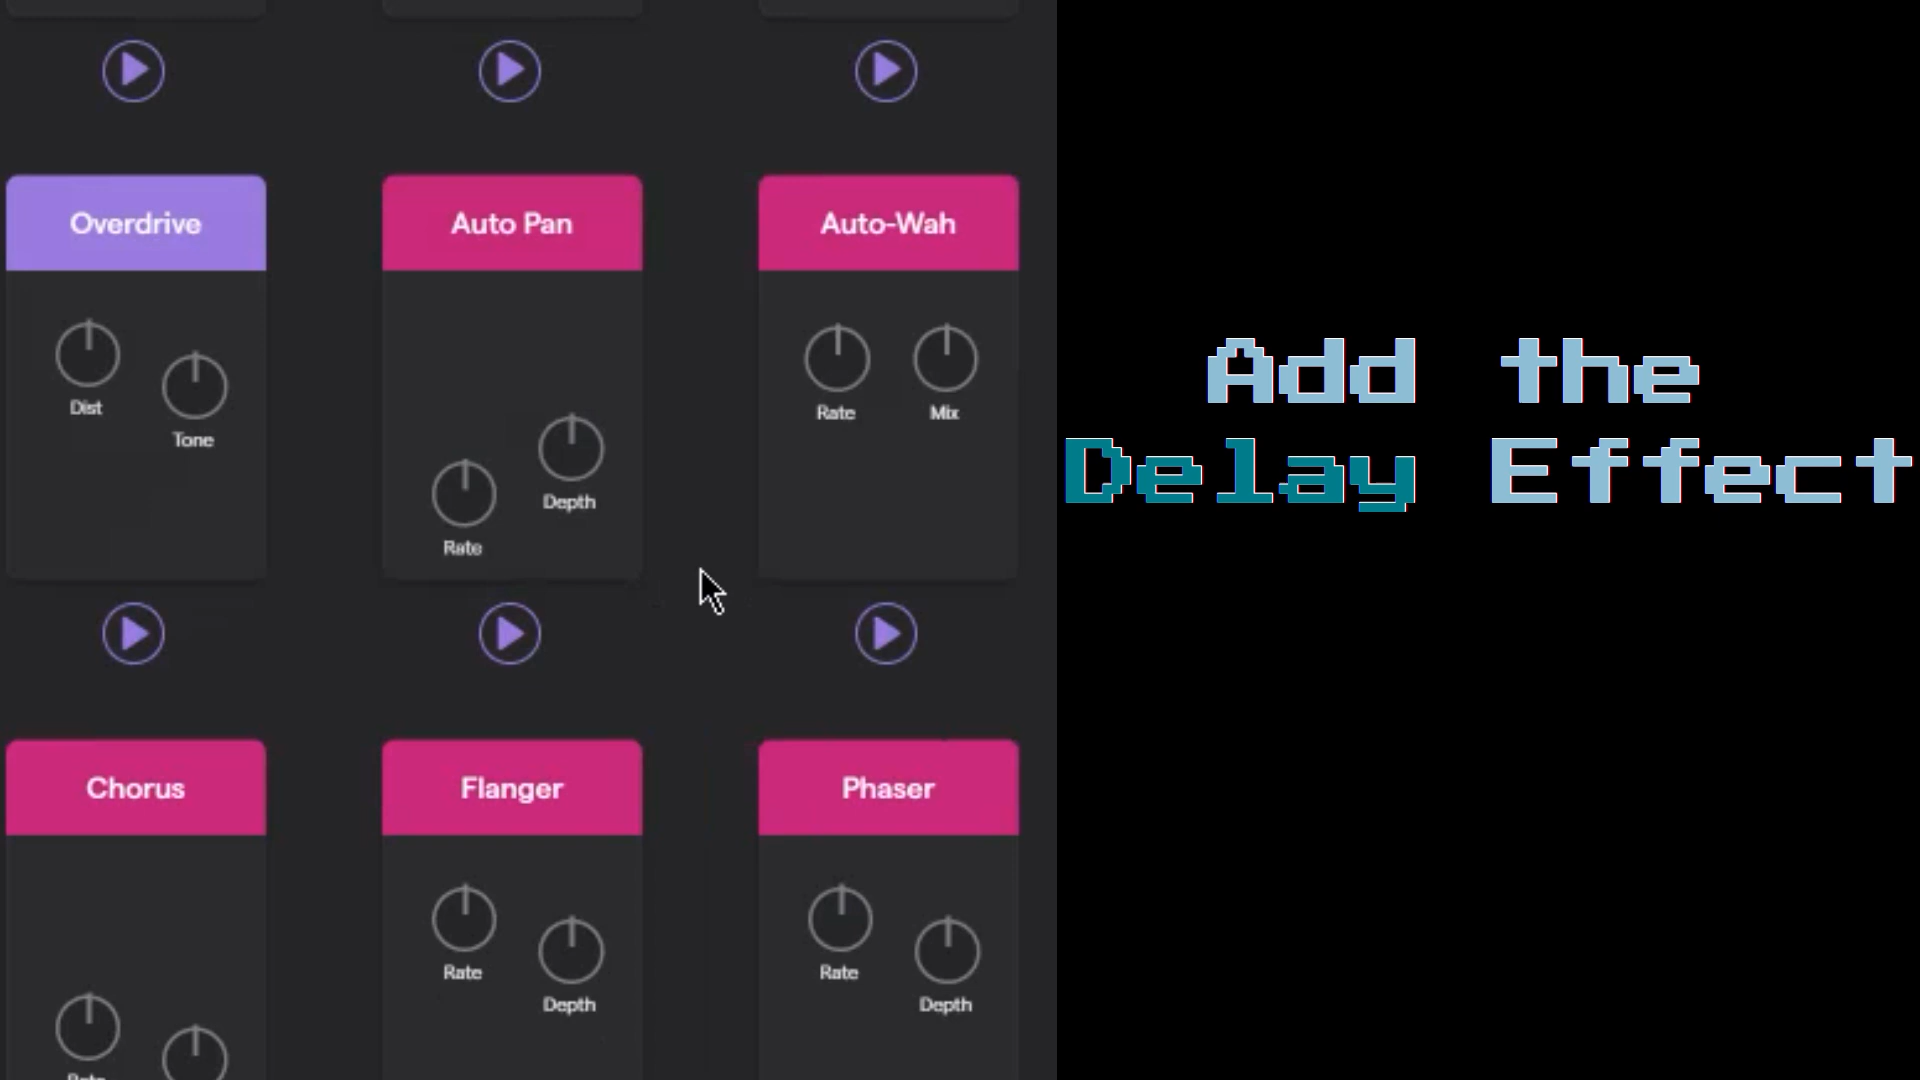 Overdrive
Auto Pan
Auto-Wah
Dist
Tone
Rate
Depth
Rate
Mix
Chorus
Flanger
Phaser
Rate
Depth
Rate
Depth
Add the
Delay Effect